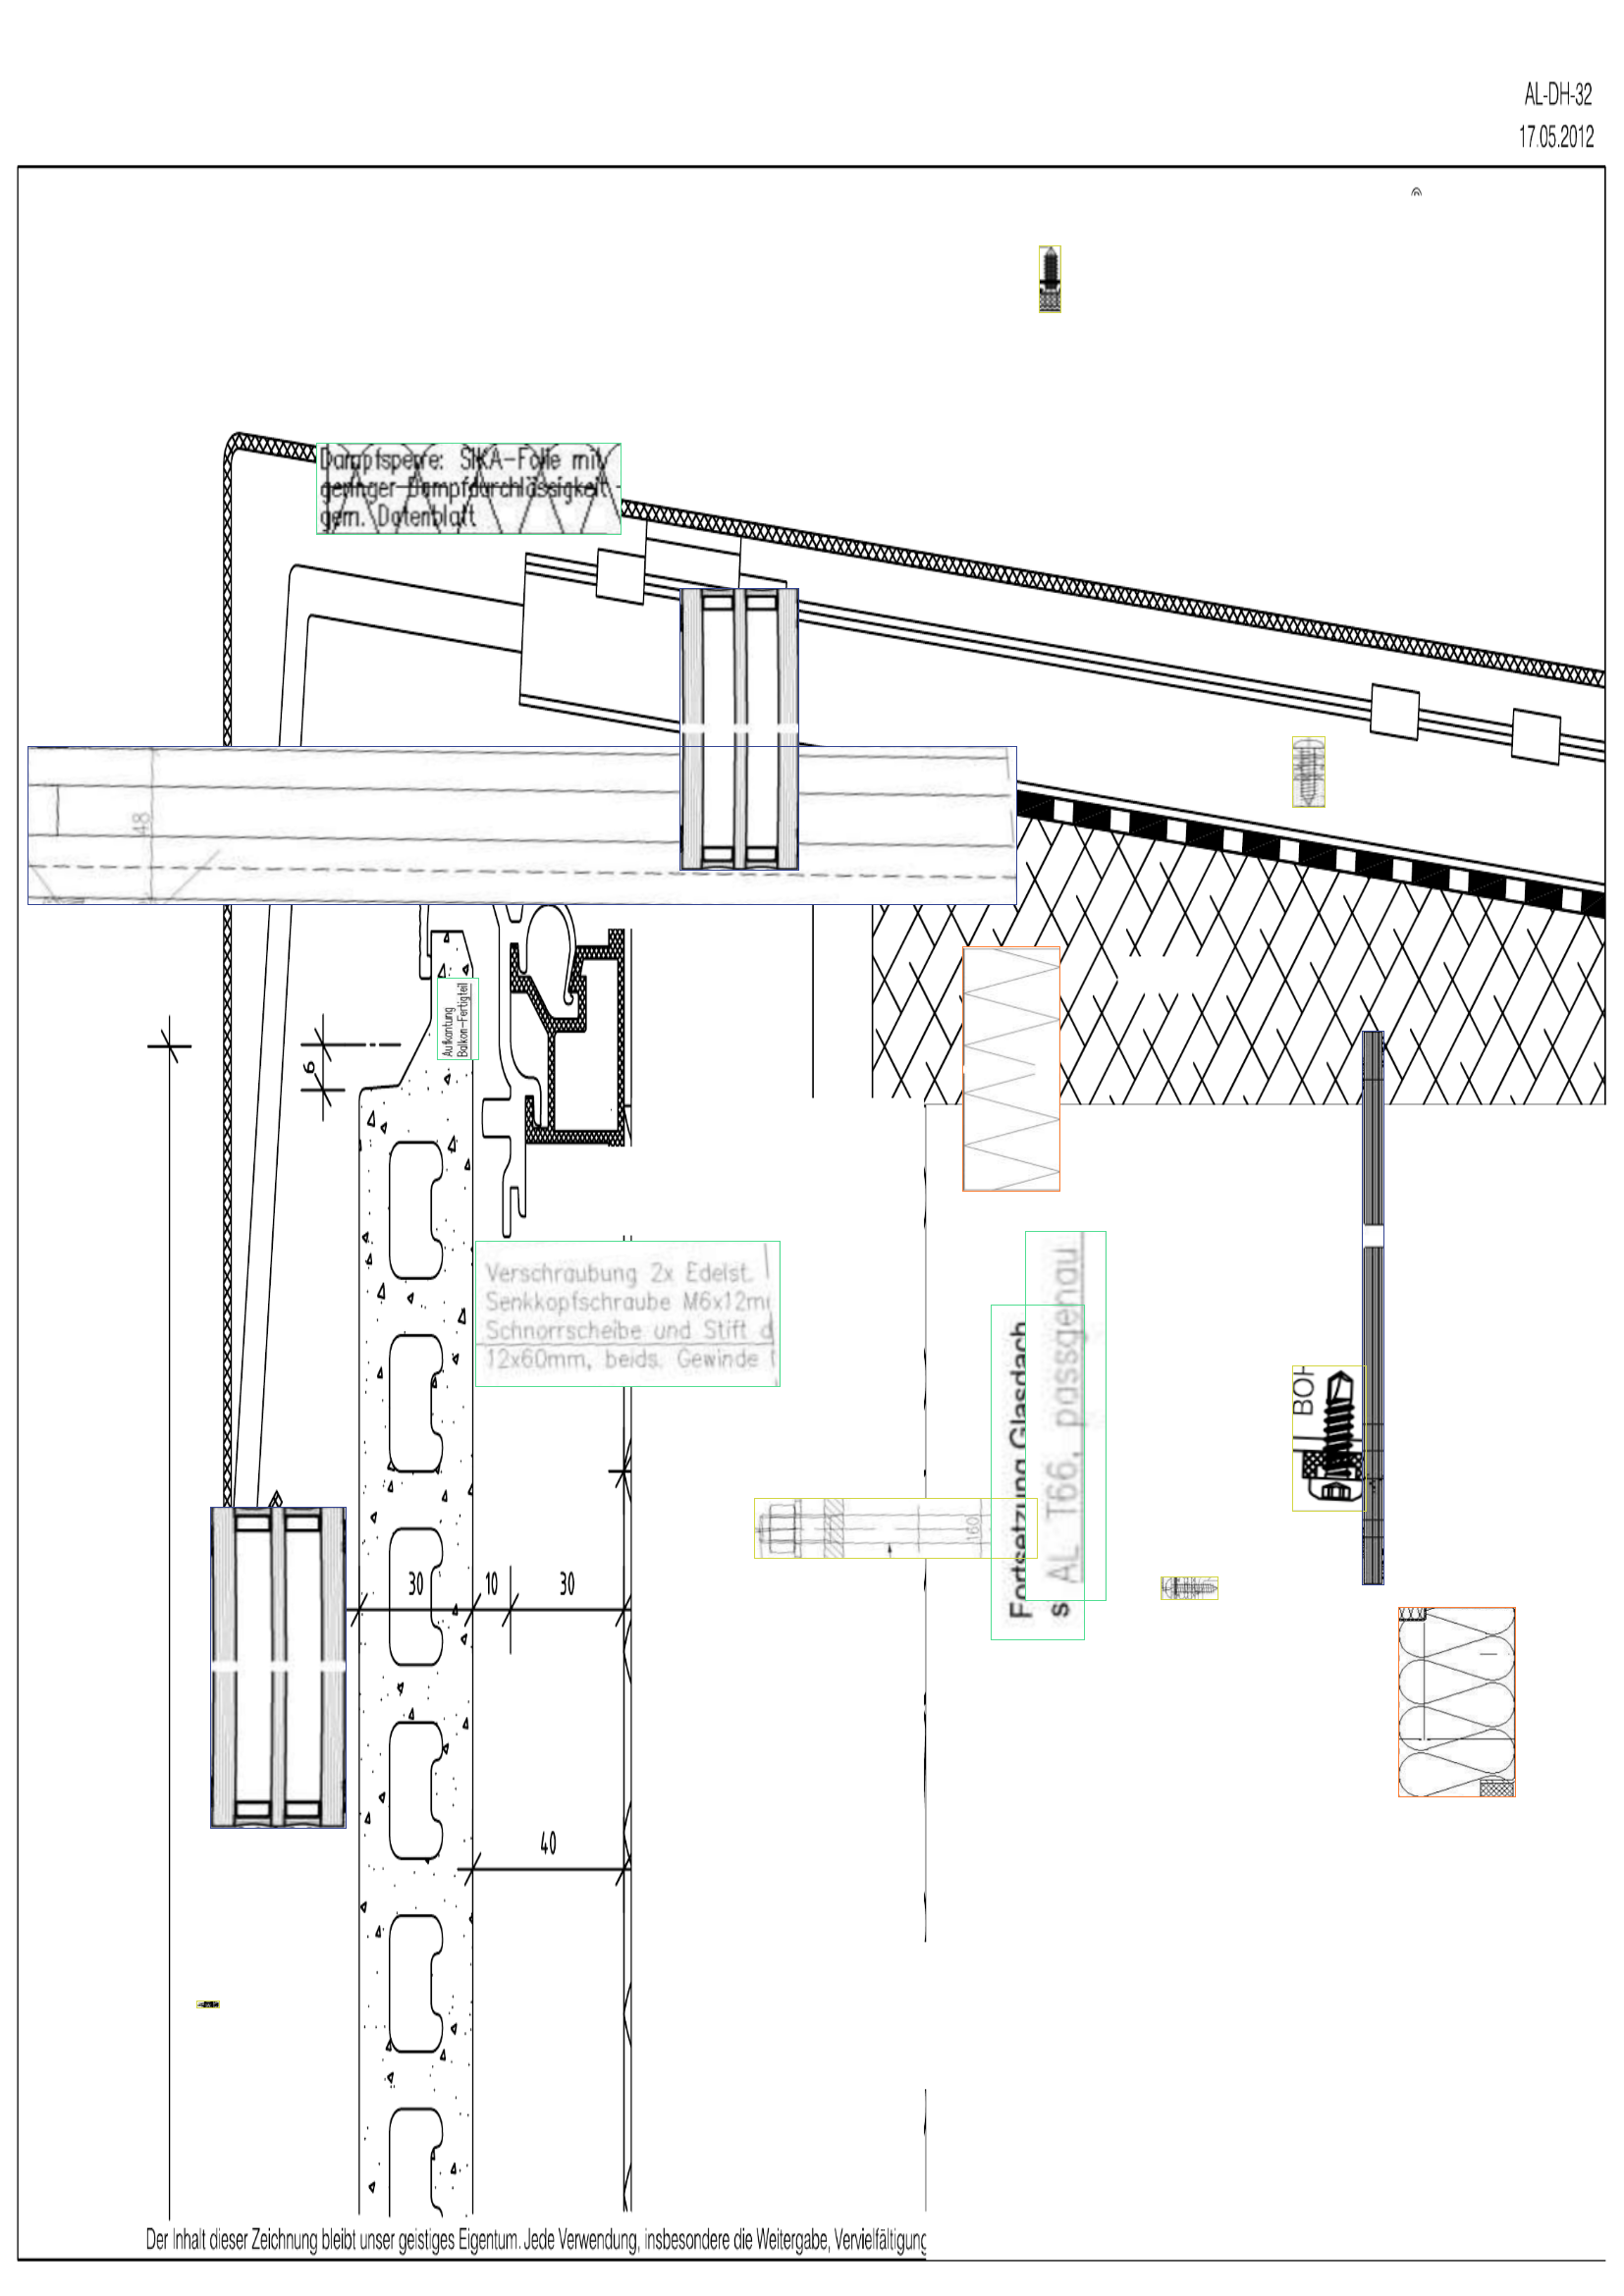 AL-DH-32
17.05.2012
Dampfsperre: SIKA-Folie mit
geringer Dampfdurchlässigkeit -
gem. Datenblatt
48
Aufkantung
Balkon-Fertigteil
6
Verschraubung 2x Edelst.
Senkkopfschraube M6x12m
Schnorrscheibe und Stift d
12x60mm, beids. Gewinde
Fortsetzung Glasdach
s
AL T66, passgenau
BOH
160
30
10
30
40
Der Inhalt dieser Zeichnung bleibt unser geistiges Eigentum. Jede Verwendung, insbesondere die Weitergabe, Vervielfältigung